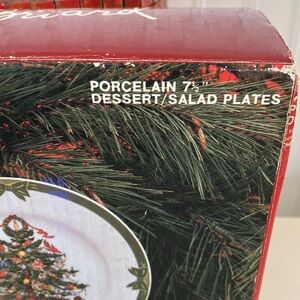 PORCELAIN 7½"
DESSERT/SALAD PLATES